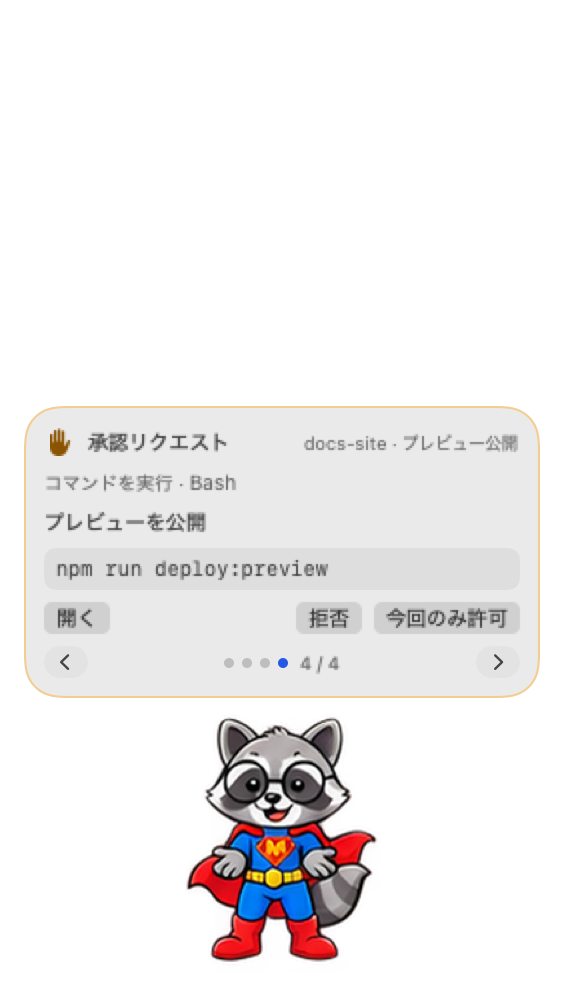 承認リクエスト docs-site · プレビュー公開
コマンドを実行 · Bash
プレビューを公開
npm run deploy:preview
開く 拒否 今回のみ許可
4 / 4
M